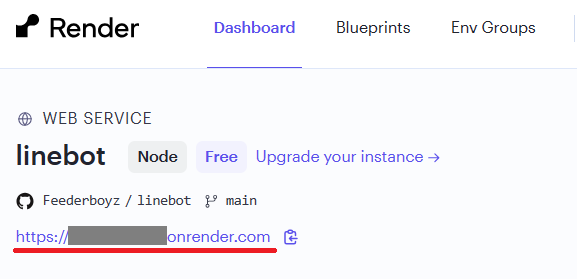 Render Dashboard Blueprints Env Groups
WEB SERVICE
linebot Node Free Upgrade your instance →
Feederboyz / linebot main
https:// onrender.com